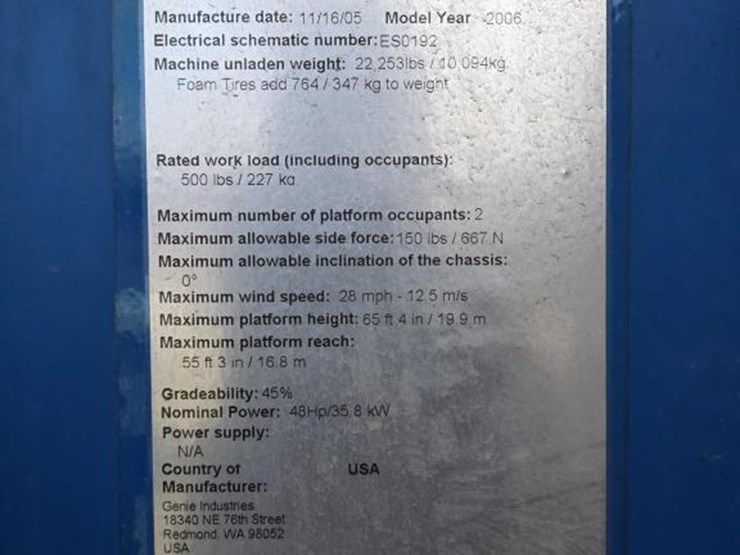 Manufacture date: 11/16/05 Model Year 2006
Electrical schematic number: ES0192
Machine unladen weight: 22,253lbs / 10,094kg
Foam Tires add 764 / 347 kg to weight
Rated work load (including occupants):
500 lbs / 227 kg
Maximum number of platform occupants: 2
Maximum allowable side force: 150 lbs / 667 N
Maximum allowable inclination of the chassis:
0°
Maximum wind speed: 28 mph - 12.5 m/s
Maximum platform height: 65 ft 4 in / 19.9 m
Maximum platform reach:
55 ft 3 in / 16.8 m
Gradeability: 45%
Nominal Power: 48Hp/35.8 kW
Power supply:
N/A
Country of USA
Manufacturer:
Genie Industries
18340 NE 76th Street
Redmond, WA 98052
USA